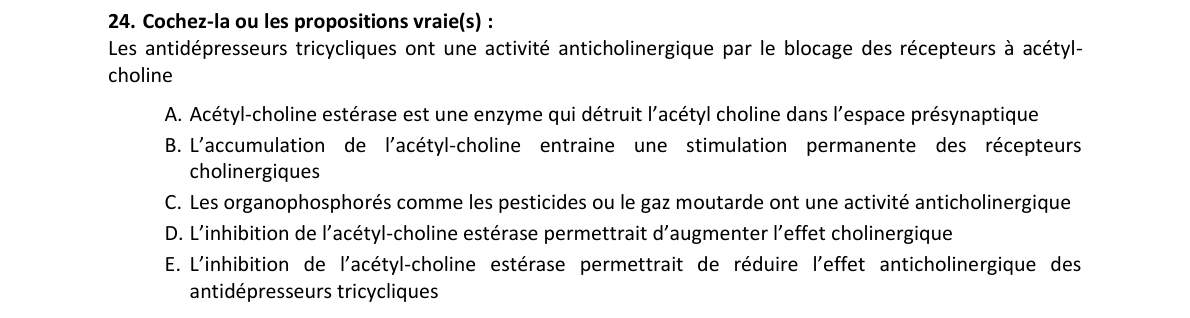 24. Cochez-la ou les propositions vraie(s) :
Les antidépresseurs tricycliques ont une activité anticholinergique par le blocage des récepteurs à acétyl-
choline
A. Acétyl-choline estérase est une enzyme qui détruit l’acétyl choline dans l’espace présynaptique
B. L’accumulation de l’acétyl-choline entraine une stimulation permanente des récepteurs
cholinergiques
C. Les organophosphorés comme les pesticides ou le gaz moutarde ont une activité anticholinergique
D. L’inhibition de l’acétyl-choline estérase permettrait d’augmenter l’effet cholinergique
E. L’inhibition de l’acétyl-choline estérase permettrait de réduire l’effet anticholinergique des
antidépresseurs tricycliques